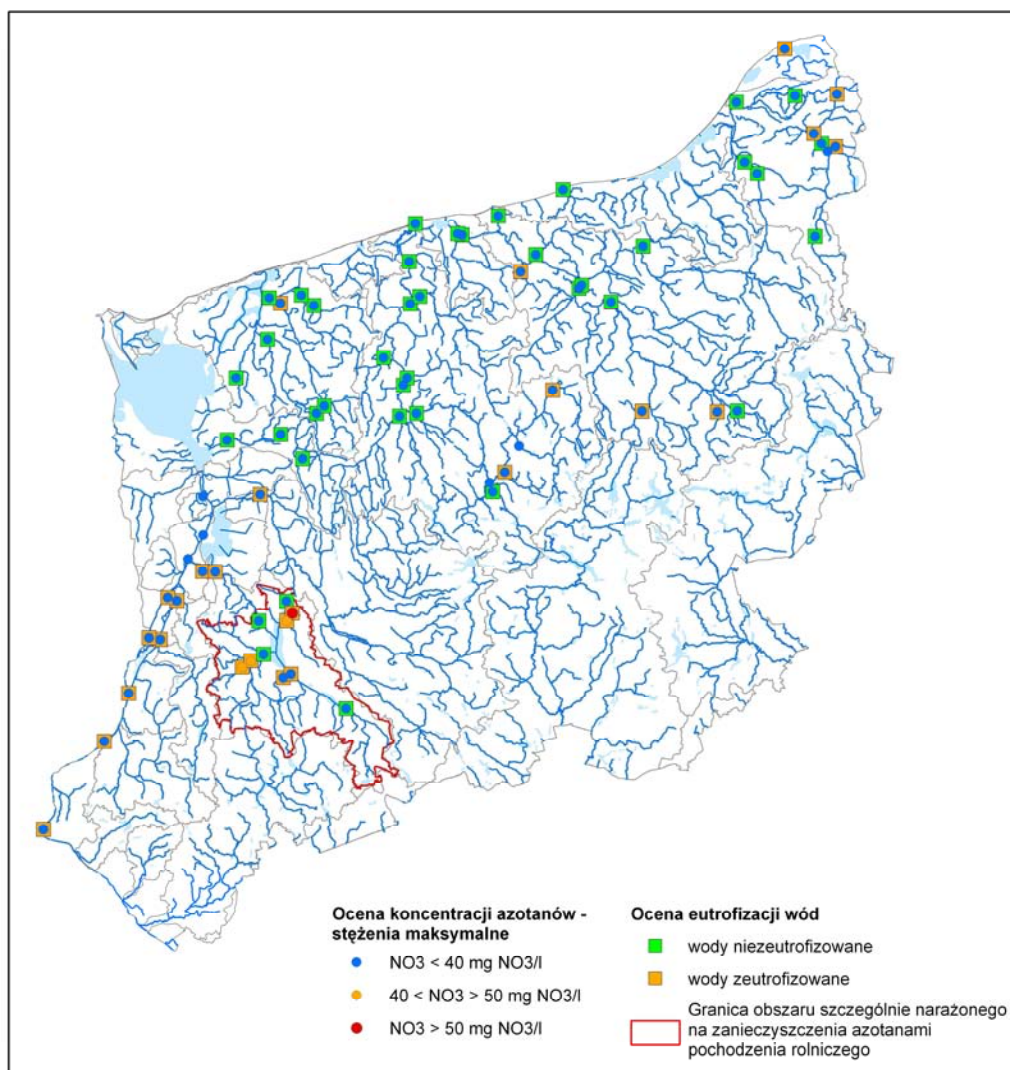 Ocena koncentracji azotanów -
stężenia maksymalne
NO3 < 40 mg NO3/l
40 < NO3 > 50 mg NO3/l
NO3 > 50 mg NO3/l
Ocena eutrofizacji wód
wody niezeutrofizowane
wody zeutrofizowane
Granica obszaru szczególnie narażonego
na zanieczyszczenia azotanami
pochodzenia rolniczego